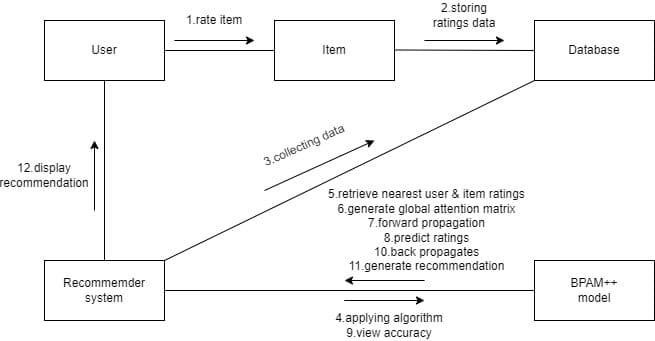 1.rate item
2.storing
ratings data
User
Item
Database
3.collecting data
12.display
recommendation
5.retrieve nearest user & item ratings
6.generate global attention matrix
7.forward propagation
8.predict ratings
10.back propagates
11.generate recommendation
Recommemder
system
BPAM++
model
4.applying algorithm
9.view accuracy